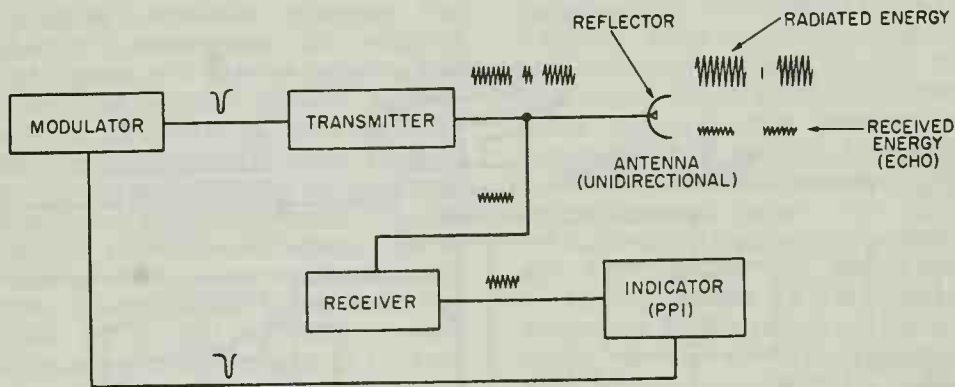 REFLECTOR
RADIATED ENERGY
MODULATOR
TRANSMITTER
RECEIVED
ENERGY
(ECHO)
ANTENNA
(UNIDIRECTIONAL)
RECEIVER
INDICATOR
(PPI)